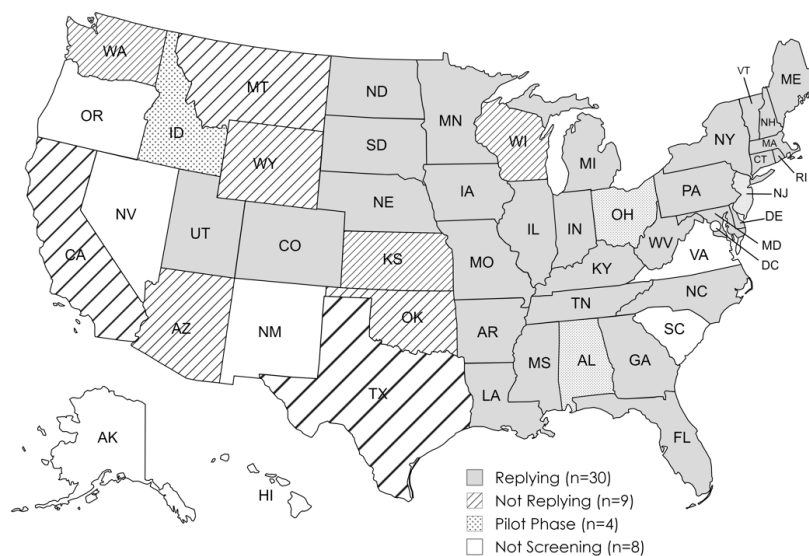 WA
MT
ME
VT
ND
OR
MN
NH
ID
WI
NY
MA
SD
WY
MI
CT
RI
IA
PA
NJ
NE
NV
OH
DE
IL
IN
UT
CO
WV
MD
VA
CA
KS
MO
KY
DC
NC
TN
AZ
OK
NM
AR
SC
MS
AL
GA
TX
LA
AK
FL
HI
Replying (n=30)
Not Replying (n=9)
Pilot Phase (n=4)
Not Screening (n=8)